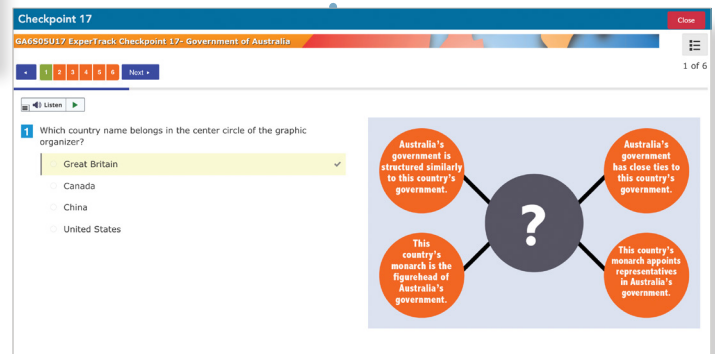 Checkpoint 17
Close
GA6S05U17 ExperTrack Checkpoint 17- Government of Australia
1 2 3 4 5 6 Next
1 of 6
Listen
1 Which country name belongs in the center circle of the graphic
organizer?
Great Britain
Canada
China
United States
Australia's
government is
structured similarly
to this country's
government.
Australia's
government
has close ties to
this country's
government.
?
This
country's
monarch is the
figurehead of
Australia's
government.
This country's
monarch appoints
representatives
in Australia's
government.